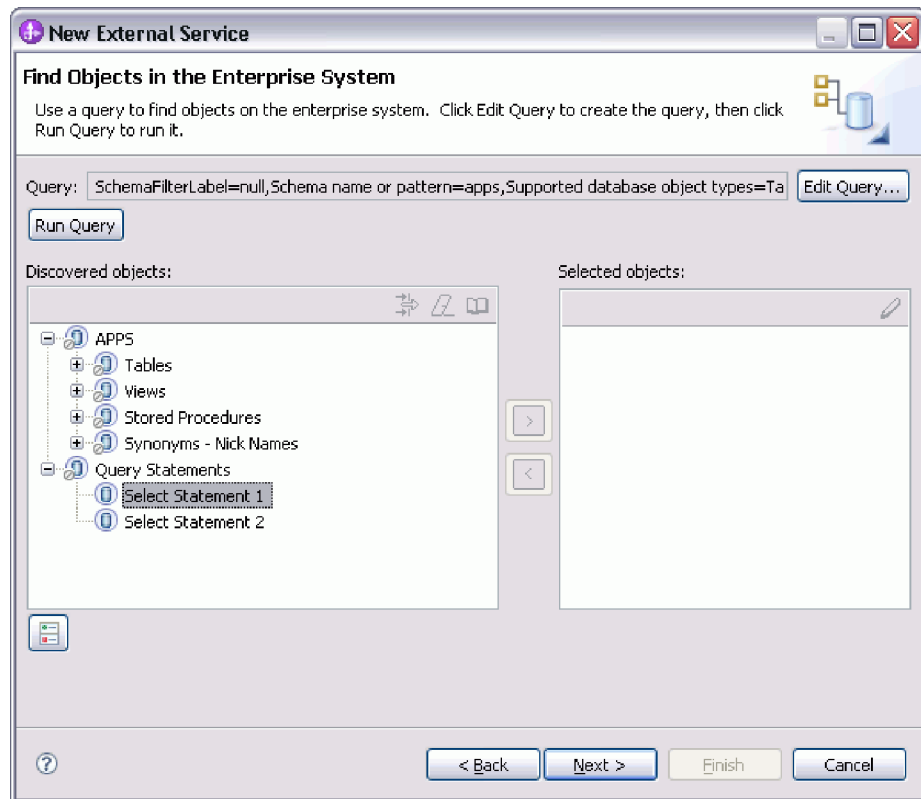 New External Service
Find Objects in the Enterprise System
Use a query to find objects on the enterprise system.  Click Edit Query to create the query, then click
Run Query to run it.
Query: SchemaFilterLabel=null,Schema name or pattern=apps,Supported database object types=Ta Edit Query...
Run Query
Discovered objects: Selected objects:
APPS
Tables
Views
Stored Procedures
Synonyms - Nick Names
> 
Query Statements
<
Select Statement 1
Select Statement 2
< Back Next > Finish Cancel